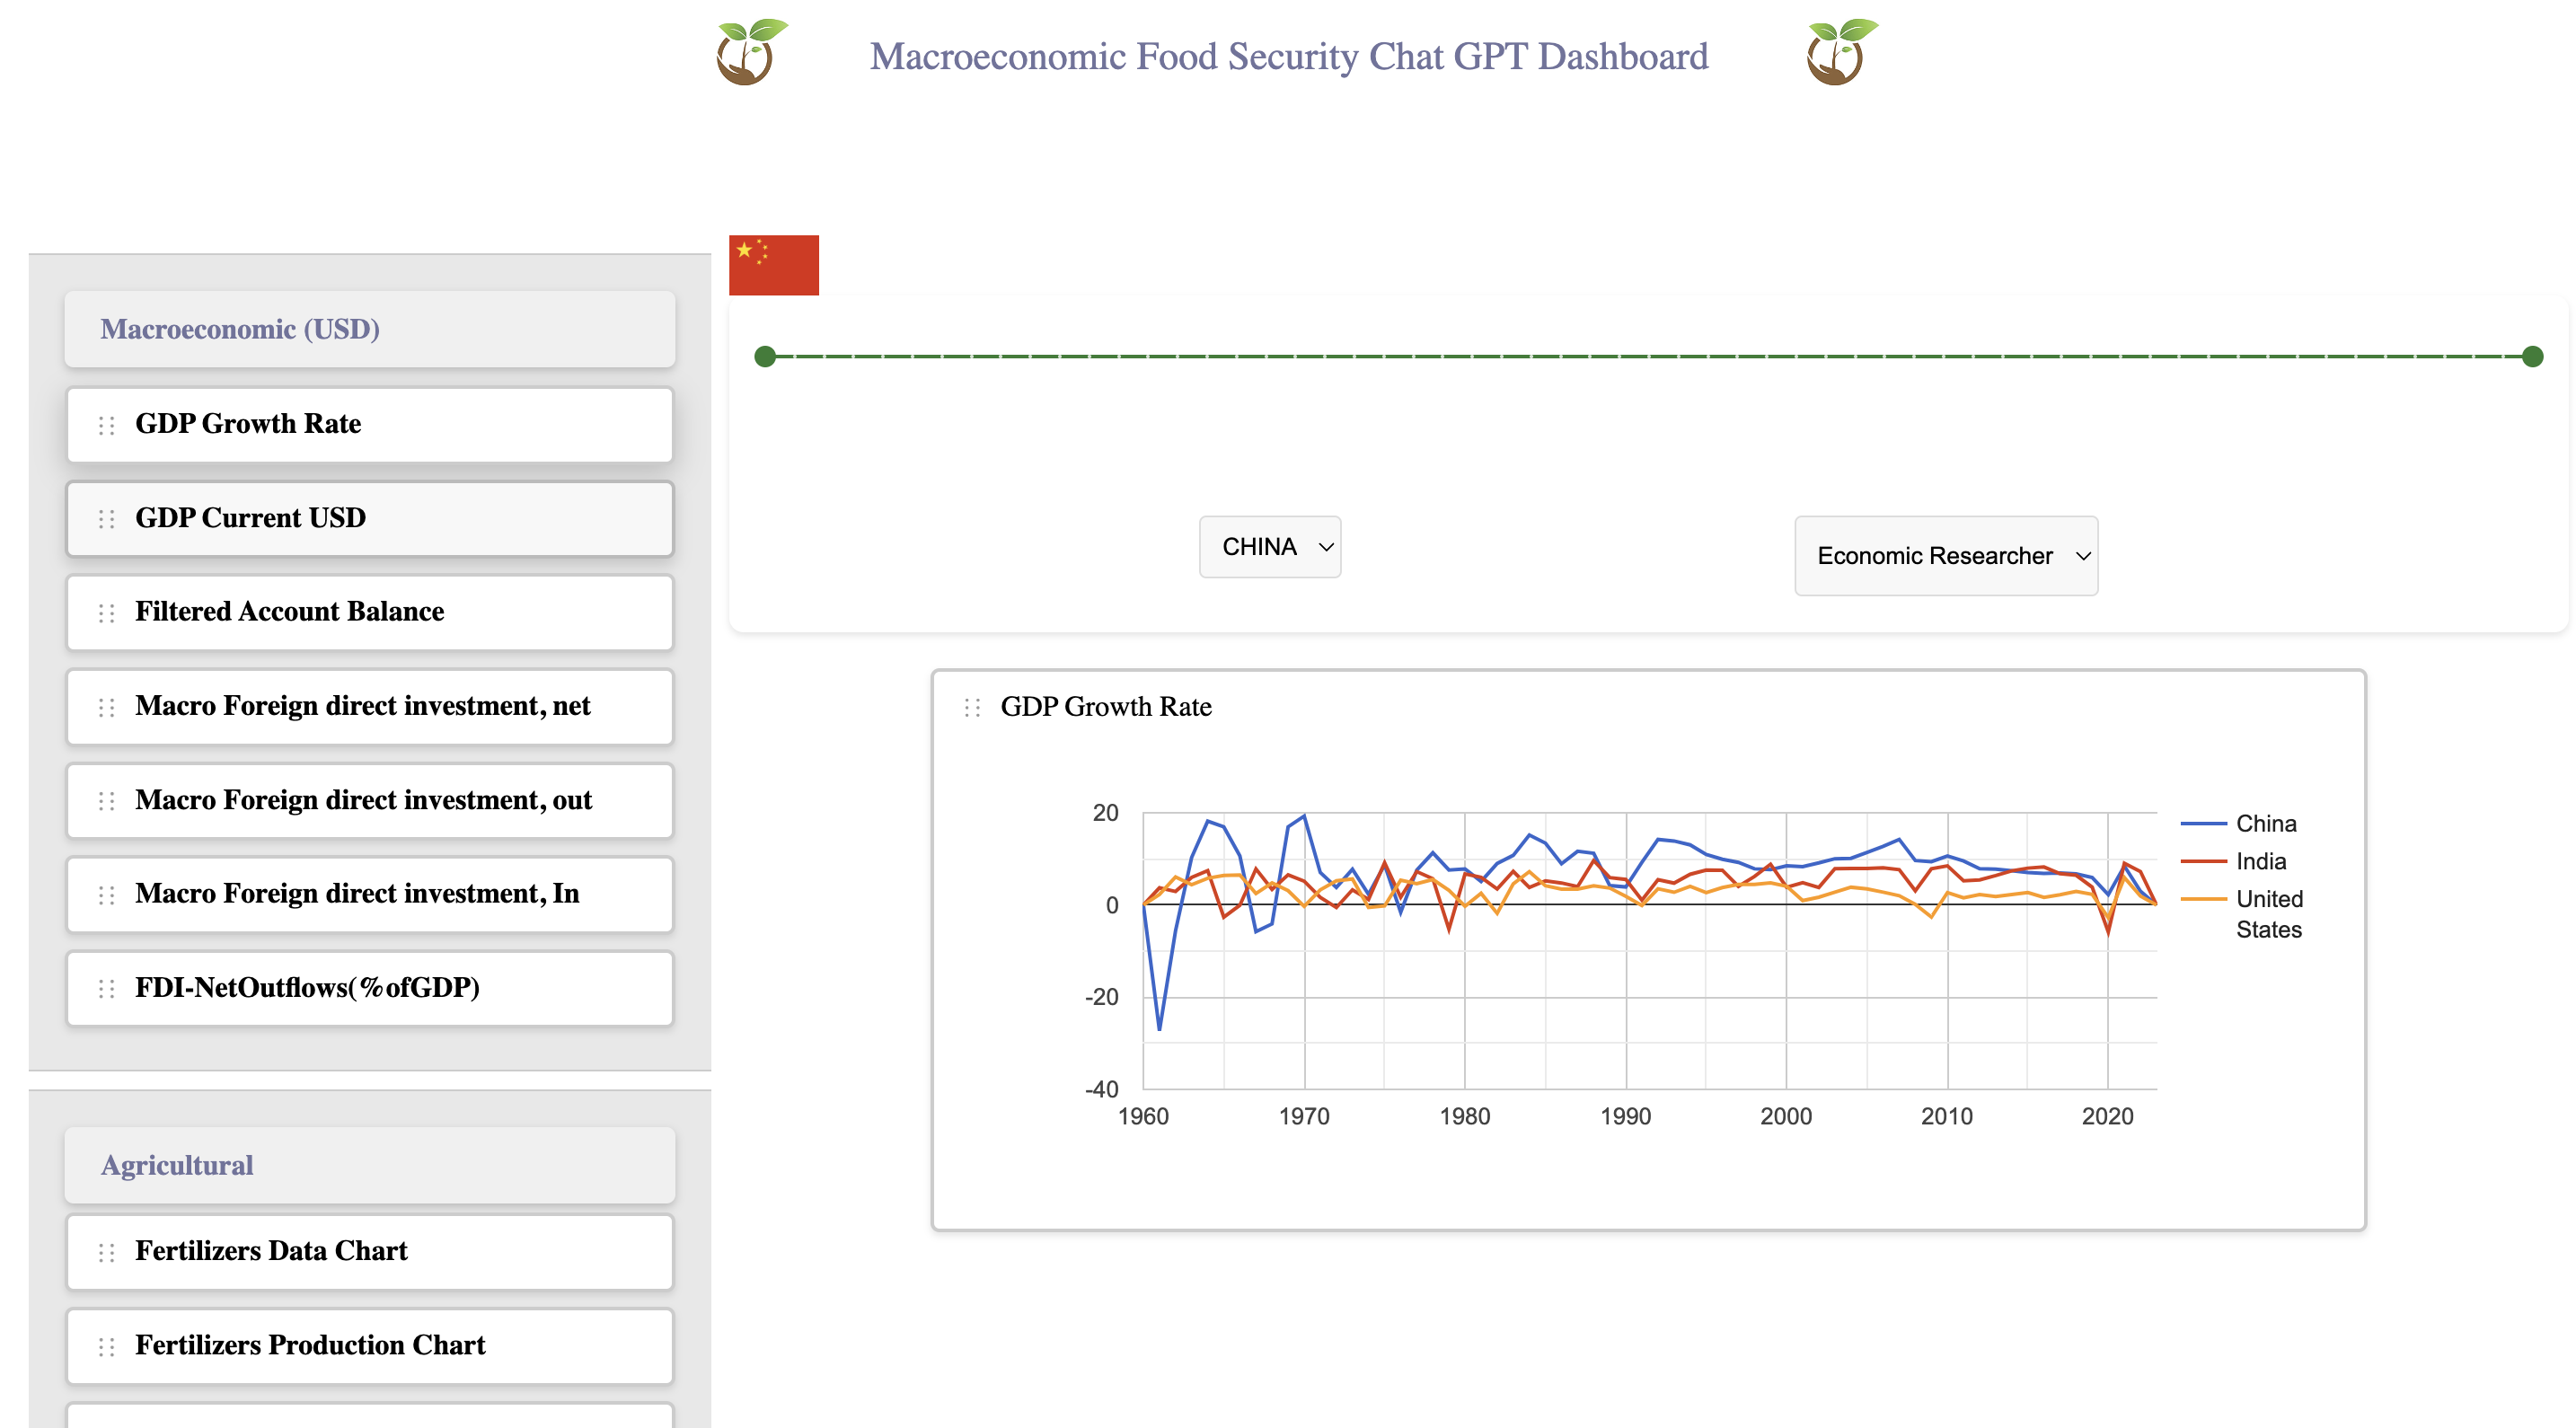 Macroeconomic Food Security Chat GPT Dashboard
Macroeconomic (USD)
GDP Growth Rate
GDP Current USD
Filtered Account Balance
Macro Foreign direct investment, net
Macro Foreign direct investment, out
Macro Foreign direct investment, In
FDI-NetOutflows(%ofGDP)
Agricultural
Fertilizers Data Chart
Fertilizers Production Chart
CHINA
Economic Researcher
GDP Growth Rate
20
0
-20
-40
1960 1970 1980 1990 2000 2010 2020
China
India
United
States